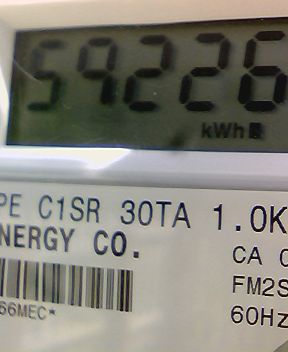 59226
kWh
PE C1SR 30TA 1.0K
NERGY CO.
CA
FM2S
66MEC*
60Hz